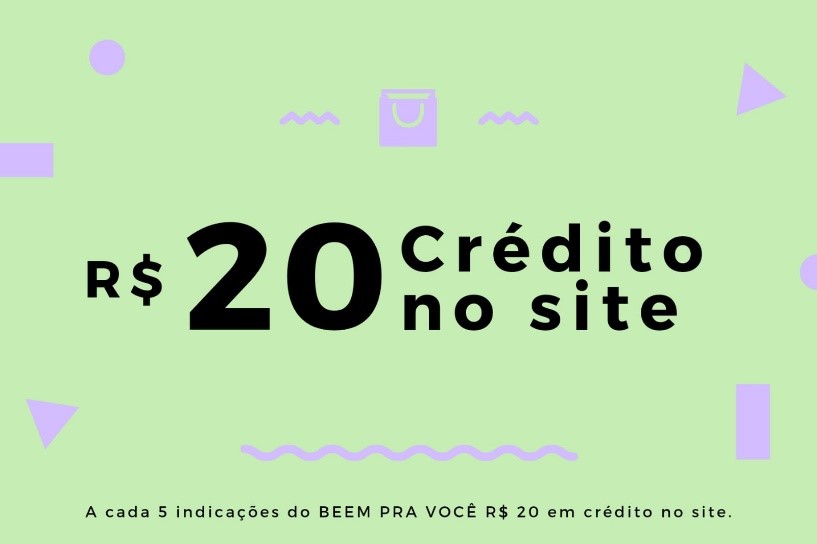 R$ 20 Crédito
no site
A cada 5 indicações do BEEM PRA VOCÊ R$ 20 em crédito no site.